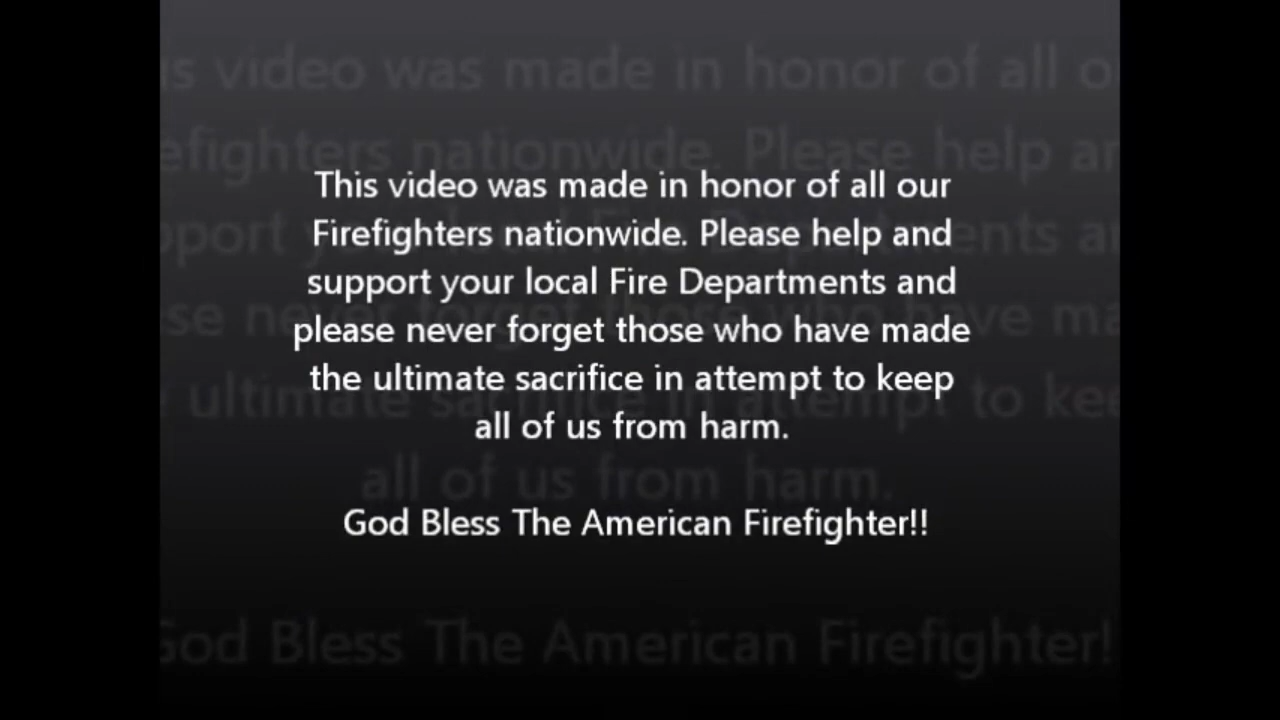 This video was made in honor of all our
Firefighters nationwide. Please help and
support your local Fire Departments and
please never forget those who have made
the ultimate sacrifice in attempt to keep
all of us from harm.
God Bless The American Firefighter!!